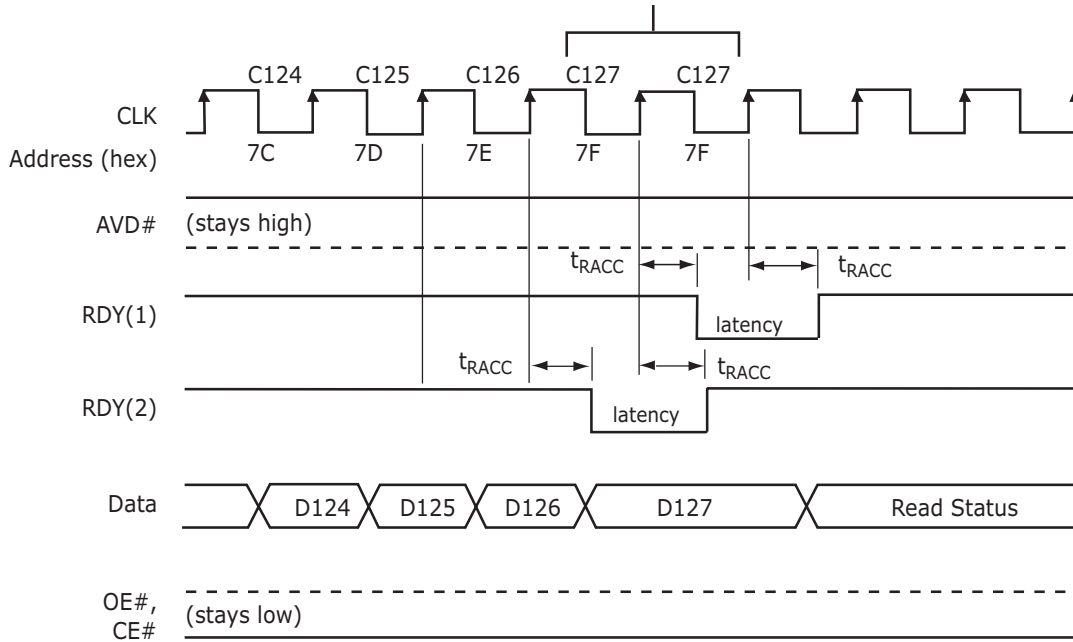 C124 C125 C126 C127 C127
CLK
7C 7D 7E 7F 7F
Address (hex)
AVD# (stays high)
tRACC tRACC
RDY(1)
latency
tRACC tRACC
RDY(2)
latency
Data D124 D125 D126 D127 Read Status
OE#,
(stays low)
CE#